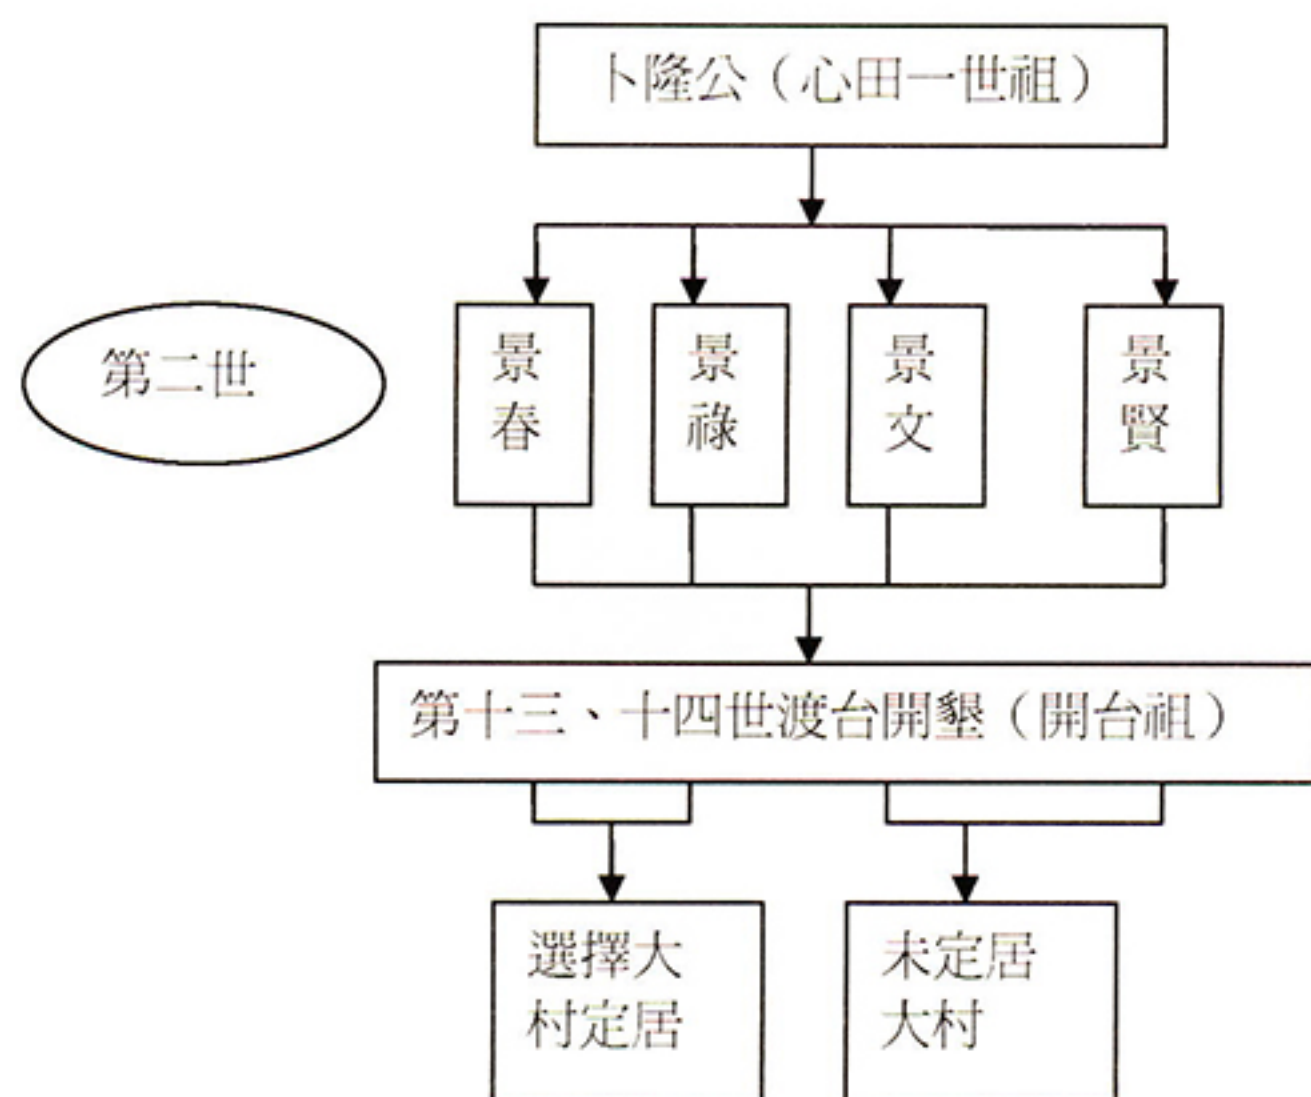 卜隆公（心田一世祖）
第二世
景
春
景
祿
景
文
景
賢
第十三、十四世渡台開墾（開台祖）
選擇大
村定居
未定居
大村